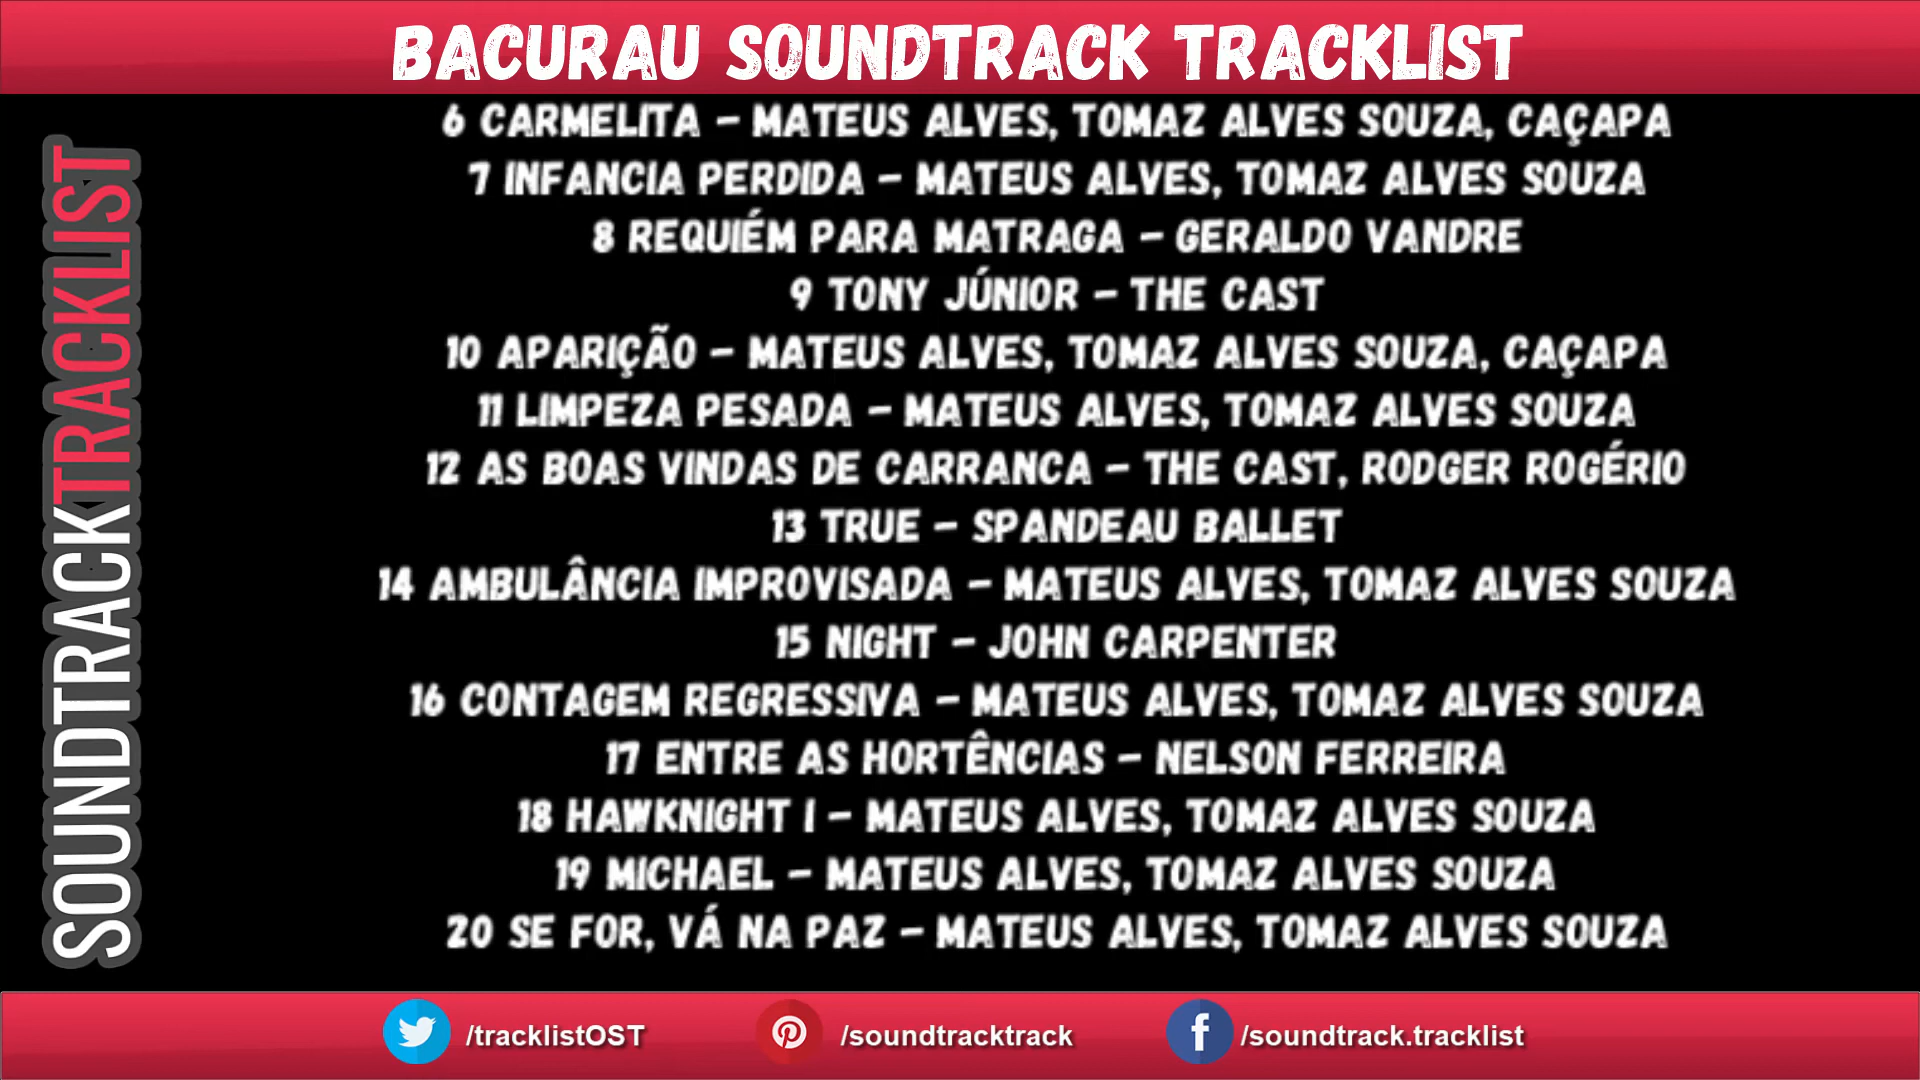 BACURAU SOUNDTRACK TRACKLIST
SOUNDTRACKTRACKLIST
6 CARMELITA – MATEUS ALVES, TOMAZ ALVES SOUZA, CAÇAPA
7 INFANCIA PERDIDA – MATEUS ALVES, TOMAZ ALVES SOUZA
8 REQUIÉM PARA MATRAGA – GERALDO VANDRE
9 TONY JÚNIOR – THE CAST
10 APARIÇÃO – MATEUS ALVES, TOMAZ ALVES SOUZA, CAÇAPA
11 LIMPEZA PESADA – MATEUS ALVES, TOMAZ ALVES SOUZA
12 AS BOAS VINDAS DE CARRANCA – THE CAST, RODGER ROGÉRIO
13 TRUE – SPANDEAU BALLET
14 AMBULÂNCIA IMPROVISADA – MATEUS ALVES, TOMAZ ALVES SOUZA
15 NIGHT – JOHN CARPENTER
16 CONTAGEM REGRESSIVA – MATEUS ALVES, TOMAZ ALVES SOUZA
17 ENTRE AS HORTÊNCIAS – NELSON FERREIRA
18 HAWKNIGHT I – MATEUS ALVES, TOMAZ ALVES SOUZA
19 MICHAEL – MATEUS ALVES, TOMAZ ALVES SOUZA
20 SE FOR, VÁ NA PAZ – MATEUS ALVES, TOMAZ ALVES SOUZA
/tracklistOST
/soundtracktrack
/soundtrack.tracklist